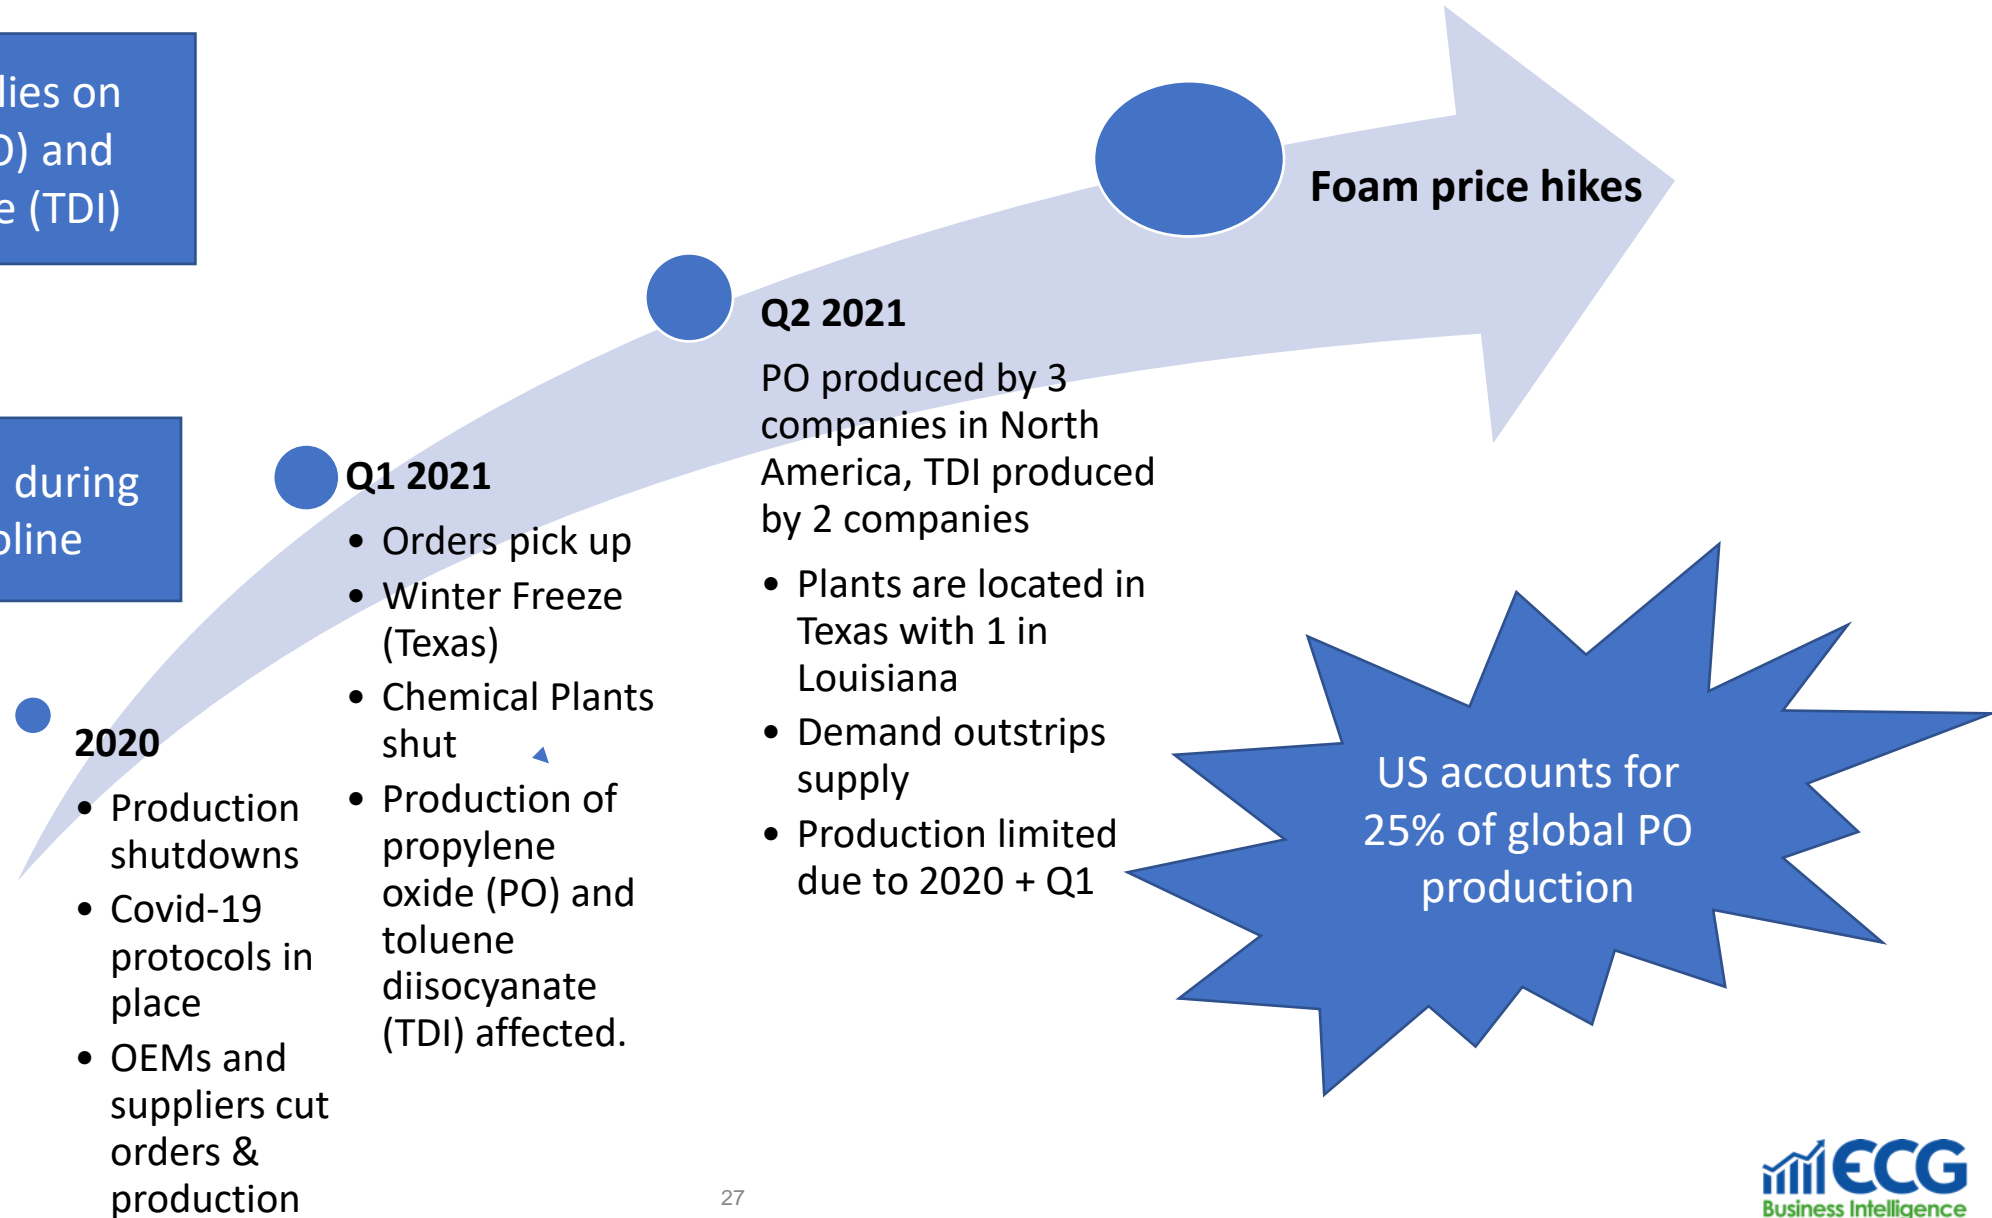 lies on
) and
e (TDI)
during
oline
2020
• Production
shutdowns
• Covid-19
protocols in
place
• OEMs and
suppliers cut
orders &
production
Q1 2021
• Orders pick up
• Winter Freeze
(Texas)
• Chemical Plants
shut
• Production of
propylene
oxide (PO) and
toluene
diisocyanate
(TDI) affected.
Q2 2021
PO produced by 3
companies in North
America, TDI produced
by 2 companies
• Plants are located in
Texas with 1 in
Louisiana
• Demand outstrips
supply
• Production limited
due to 2020 + Q1
Foam price hikes
US accounts for
25% of global PO
production
27
ECG
Business Intelligence